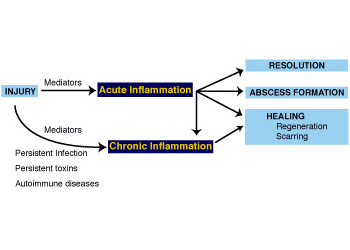 RESOLUTION
Mediators
INJURY
Acute Inflammation
ABSCESS FORMATION
HEALING
Regeneration
Scarring
Mediators
Chronic Inflammation
Persistent Infection
Persistent toxins
Autoimmune diseases